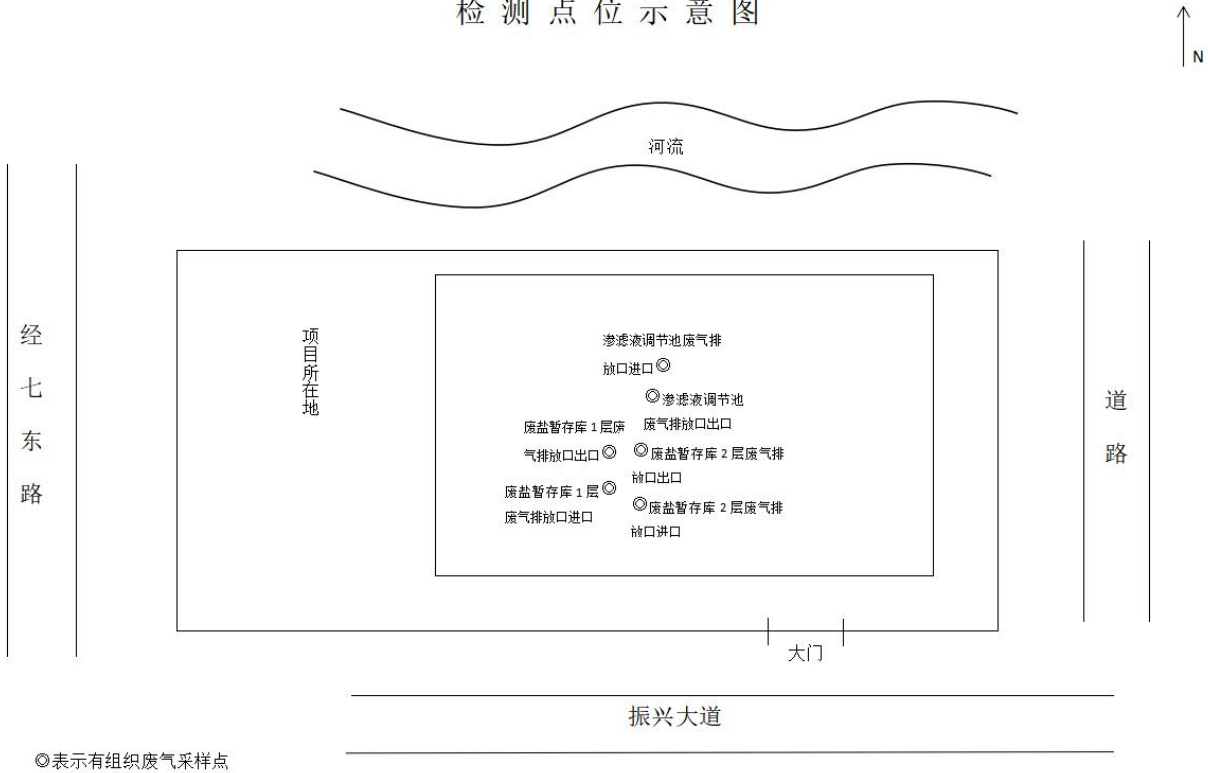 检测点位示意图
N
河流
经七东路
项目所在地
渗滤液调节池废气排
放口进口◎
◎渗滤液调节池
废气排放口出口
废盐暂存库1层废
气排放口出口◎
◎废盐暂存库2层废气排
放口出口
废盐暂存库1层◎
废气排放口进口
◎废盐暂存库2层废气排
放口进口
道路
大门
振兴大道
◎表示有组织废气采样点